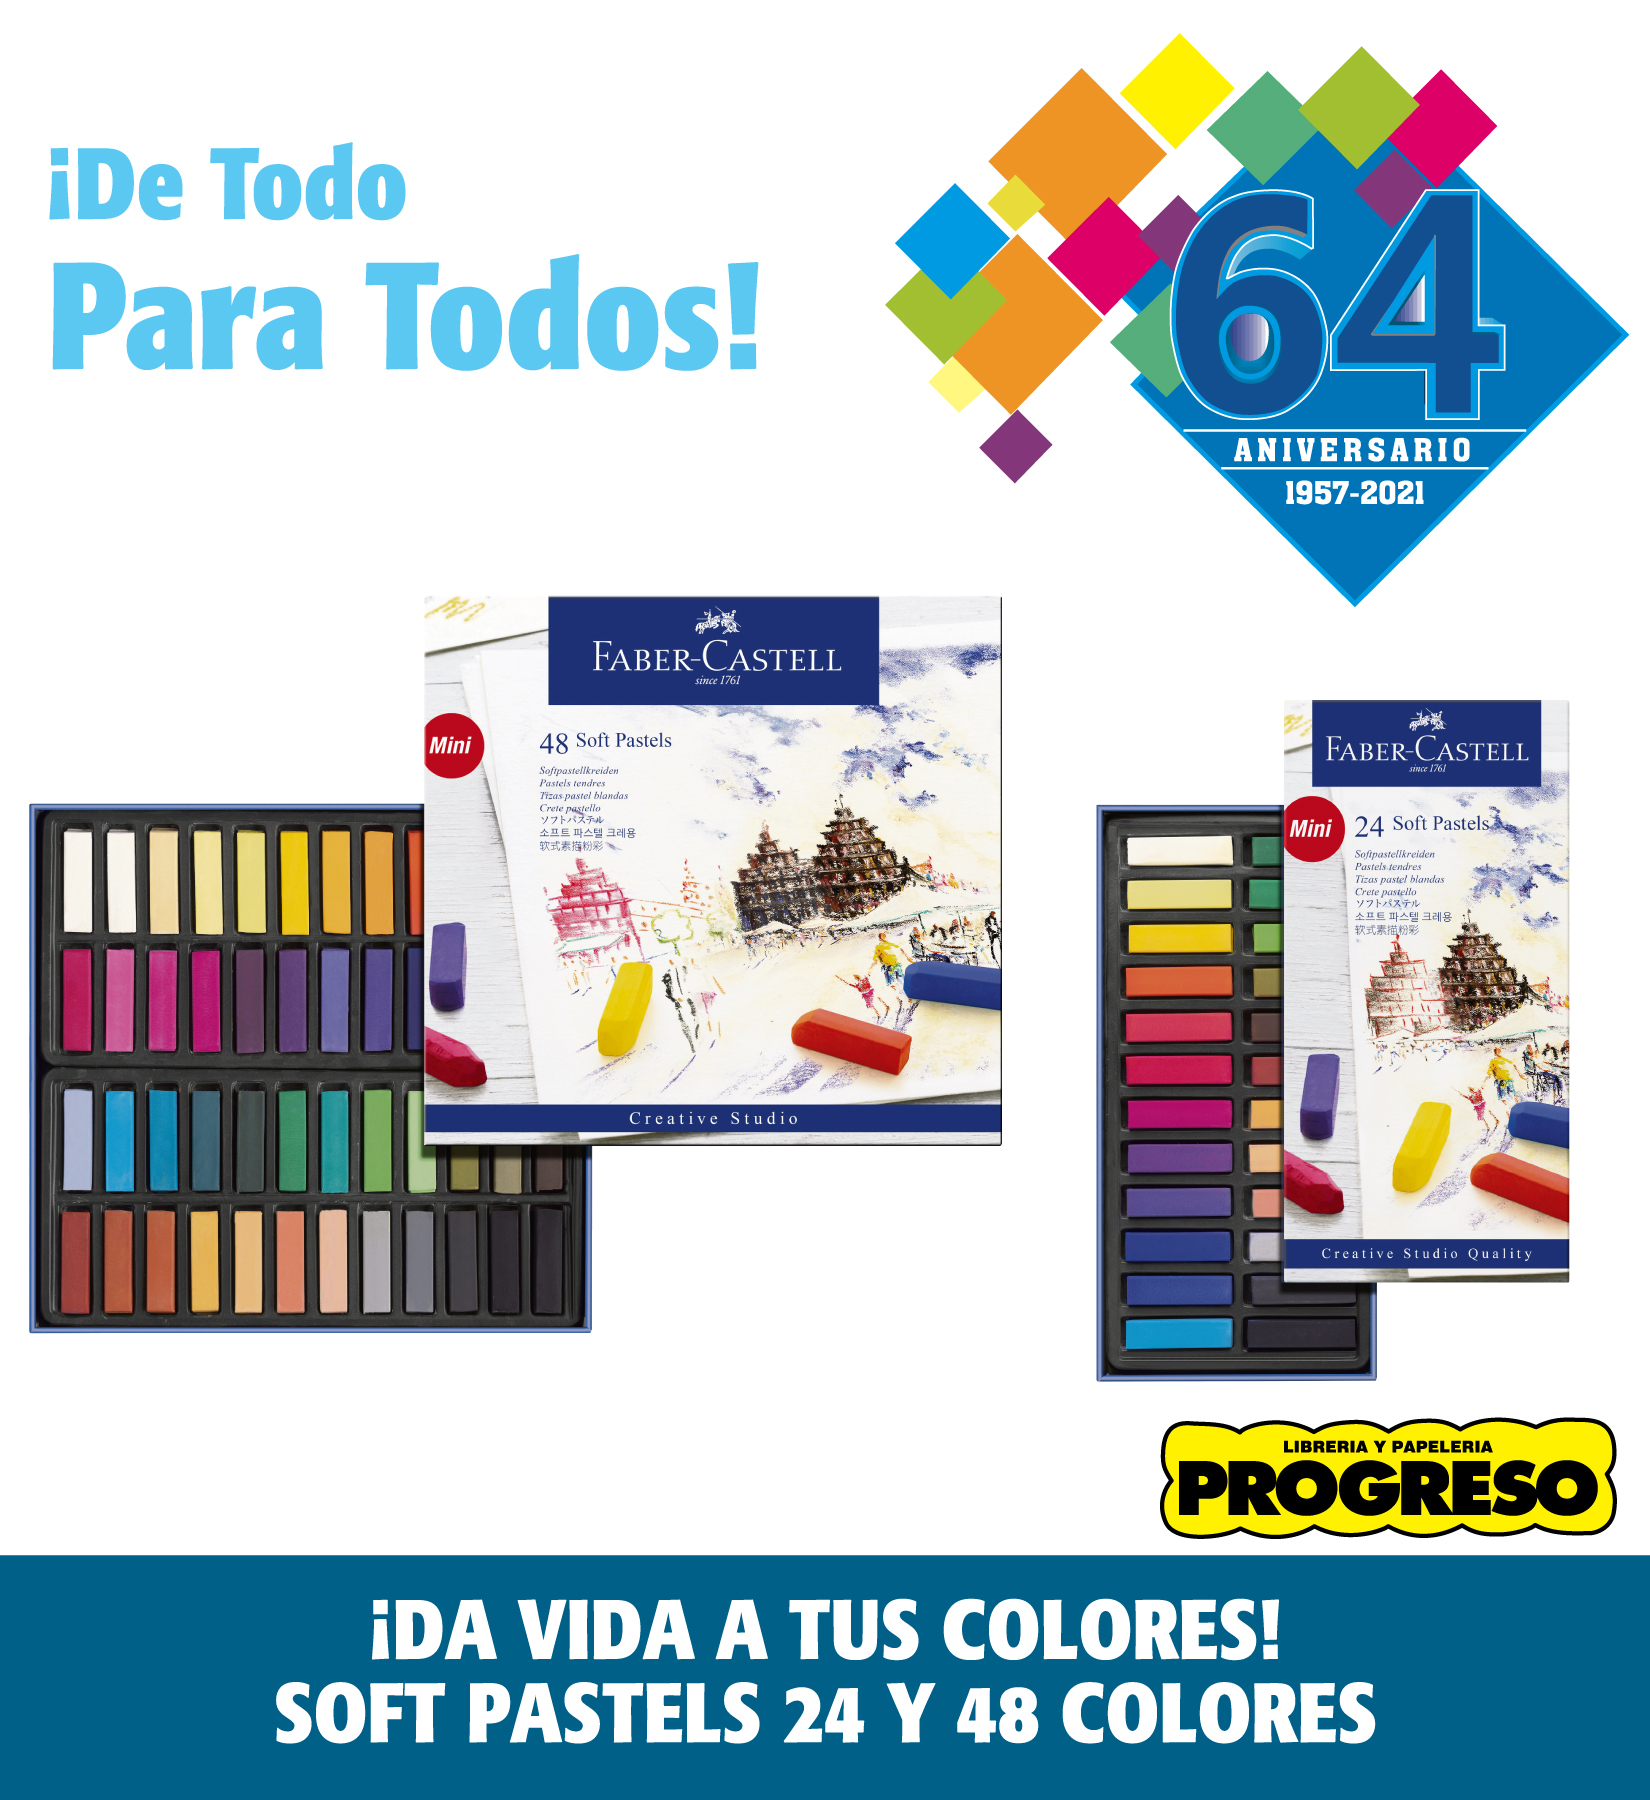 ¡De Todo
Para Todos!
64
ANIVERSARIO
1957-2021
FABER-CASTELL
since 1761
Mini
48 Soft Pastels
Softpastellkreiden
Pastels tendres
Tizas pastel blandas
Crete pastello
ソフトパステル
소프트 파스텔 크레용
软式素描粉彩
Creative Studio
FABER-CASTELL
since 1761
Mini
24 Soft Pastels
Softpastellkreiden
Pastels tendres
Tizas pastel blandas
Crete pastello
ソフトパステル
소프트 파스텔 크레용
软式素描粉彩
Creative Studio Quality
LIBRERIA Y PAPELERIA
PROGRESO
¡DA VIDA A TUS COLORES!
SOFT PASTELS 24 Y 48 COLORES